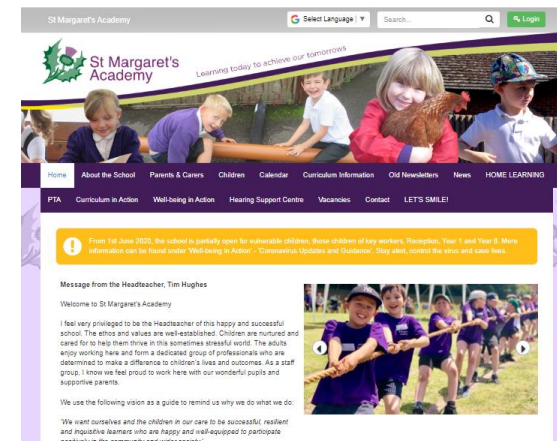 St Margaret's Academy
Select Language ▼
Search...
Login
St Margaret's
Academy
Learning today to achieve our tomorrows
Home About the School Parents & Carers Children Calendar Curriculum Information Old Newsletters News HOME LEARNING
PTA Curriculum in Action Well-being in Action Hearing Support Centre Vacancies Contact LET'S SMILE!
From 1st June 2020, the school is partially open for vulnerable children, those children of key workers, Reception, Year 1 and Year 6. More
information can be found under 'Well-being in Action' - 'Coronavirus Updates and Guidance'. Stay alert, control the virus and save lives.
Message from the Headteacher, Tim Hughes
Welcome to St Margaret's Academy
I feel very privileged to be the Headteacher of this happy and successful
school. The ethos and values are well-established. Children are nurtured and
cared for to help them thrive in this sometimes stressful world. The adults
enjoy working here and form a dedicated group of professionals who are
determined to make a difference to children's lives and outcomes. As a staff
group, I know we feel proud to work here with our wonderful pupils and
supportive parents.
We use the following vision as a guide to remind us why we do what we do:
'We want ourselves and the children in our care to be successful, resilient
and inquisitive learners who are happy and well-equipped to participate
positively in the community and wider society.'